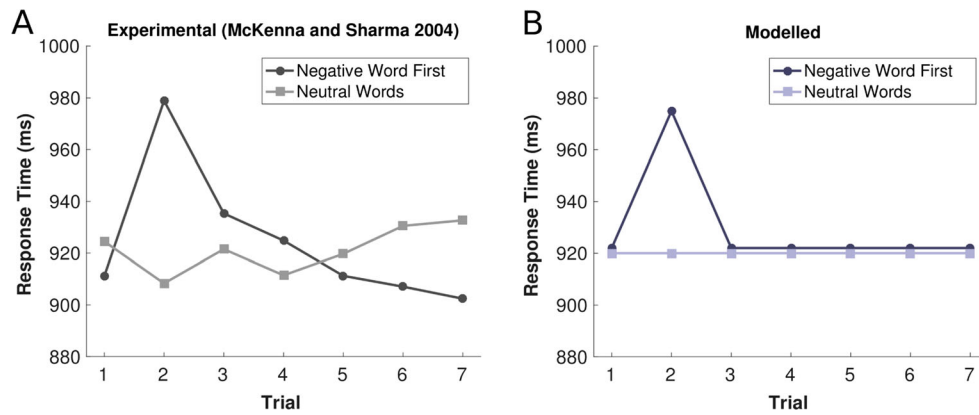 A
Experimental (McKenna and Sharma 2004)
1000
980
960
940
920
900
880
Response Time (ms)
Negative Word First
Neutral Words
1 2 3 4 5 6 7
Trial
B
Modelled
1000
980
960
940
920
900
880
Response Time (ms)
Negative Word First
Neutral Words
1 2 3 4 5 6 7
Trial